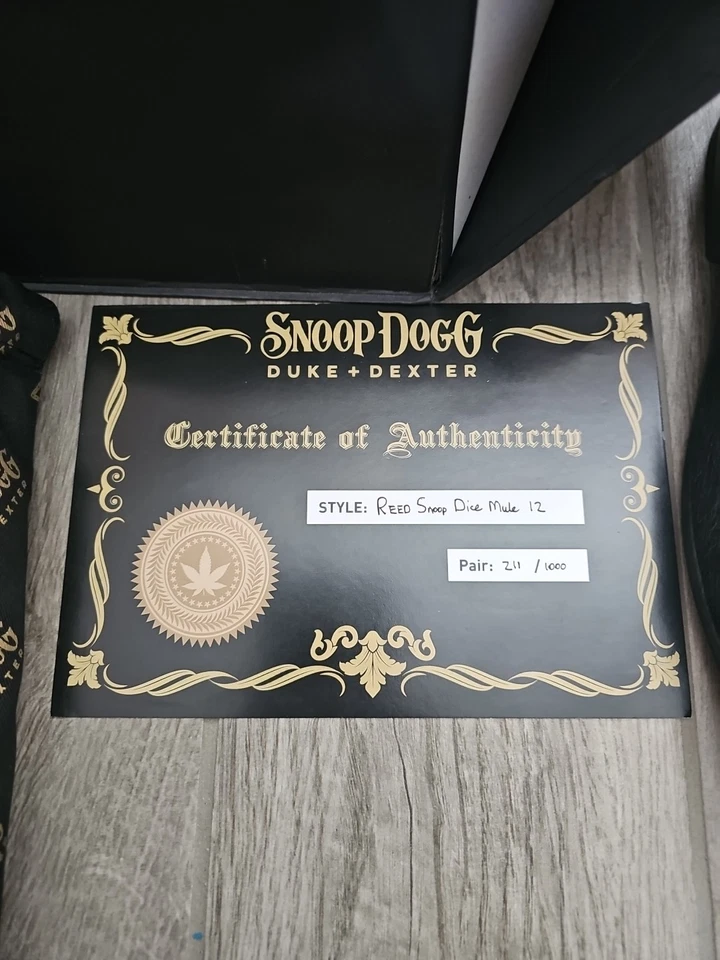 SNOOP DOGG
DUKE + DEXTER
Certificate of Authenticity
STYLE: REED Snoop Dice Mule 12
Pair: 211 / 1000